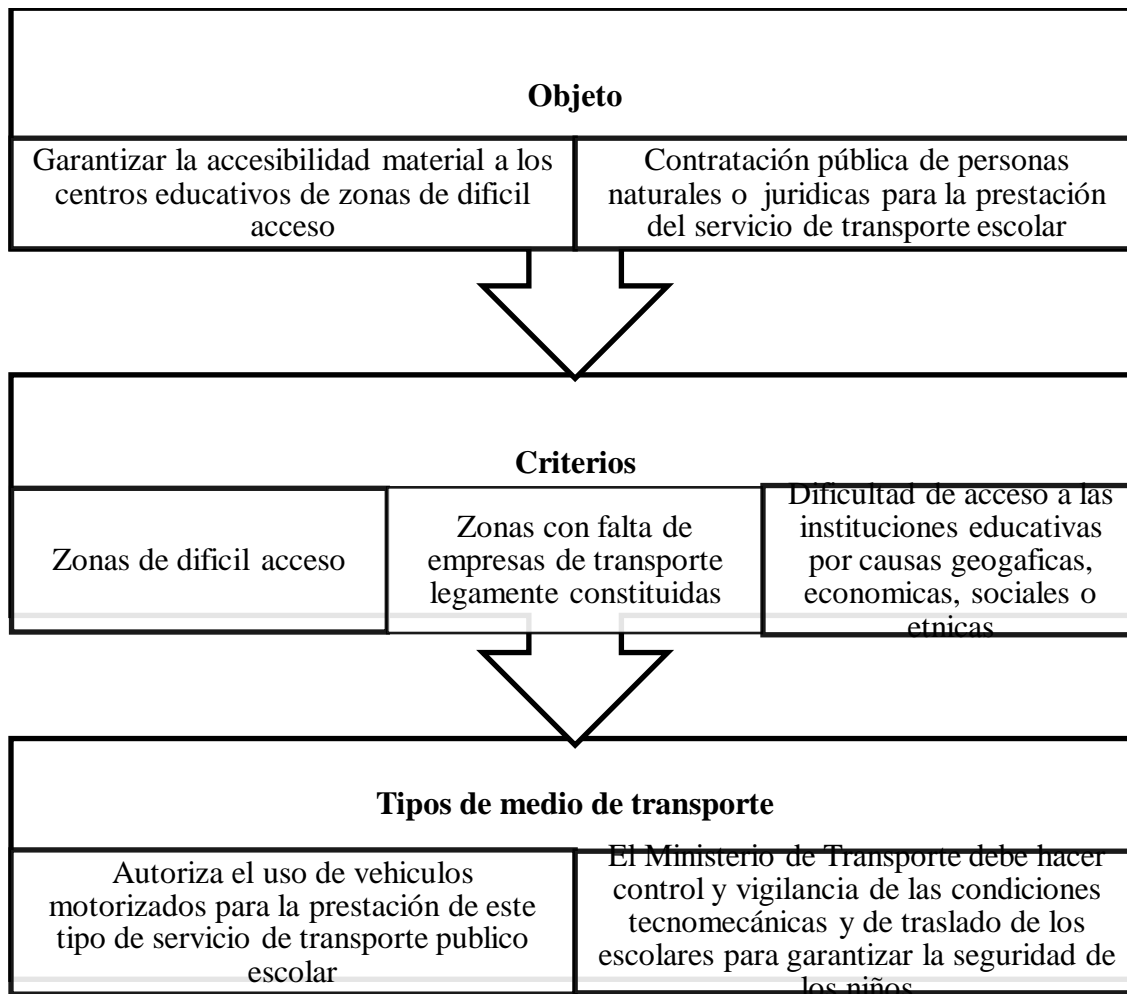 Objeto
Garantizar la accesibilidad material a los
centros educativos de zonas de dificil
acceso
Contratación pública de personas
naturales o juridicas para la prestación
del servicio de transporte escolar
Criterios
Zonas de dificil acceso
Zonas con falta de
empresas de transporte
legamente constituidas
Dificultad de acceso a las
instituciones educativas
por causas geogaficas,
economicas, sociales o
etnicas
Tipos de medio de transporte
Autoriza el uso de vehiculos
motorizados para la prestación de este
tipo de servicio de transporte publico
escolar
El Ministerio de Transporte debe hacer
control y vigilancia de las condiciones
tecnomecánicas y de traslado de los
escolares para garantizar la seguridad de
los niños